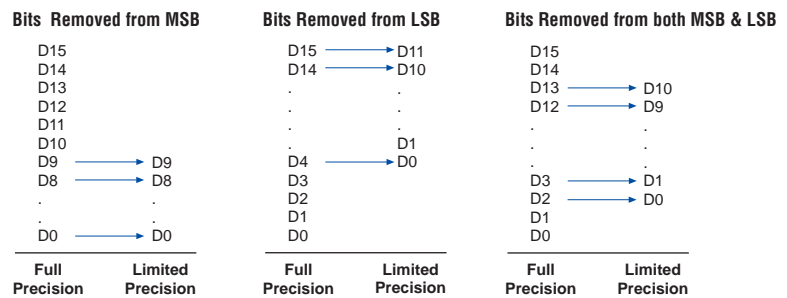 Bits Removed from MSB
D15
D14
D13
D12
D11
D10
D9 D9
D8 D8
. .
. .
D0 D0
Full Limited
Precision Precision
Bits Removed from LSB
D15 D11
D14 D10
. .
. .
. .
. D1
D4 D0
D3
D2
D1
D0
Full Limited
Precision Precision
Bits Removed from both MSB & LSB
D15
D14
D13 D10
D12 D9
. .
. .
. .
D3 D1
D2 D0
D1
D0
Full Limited
Precision Precision